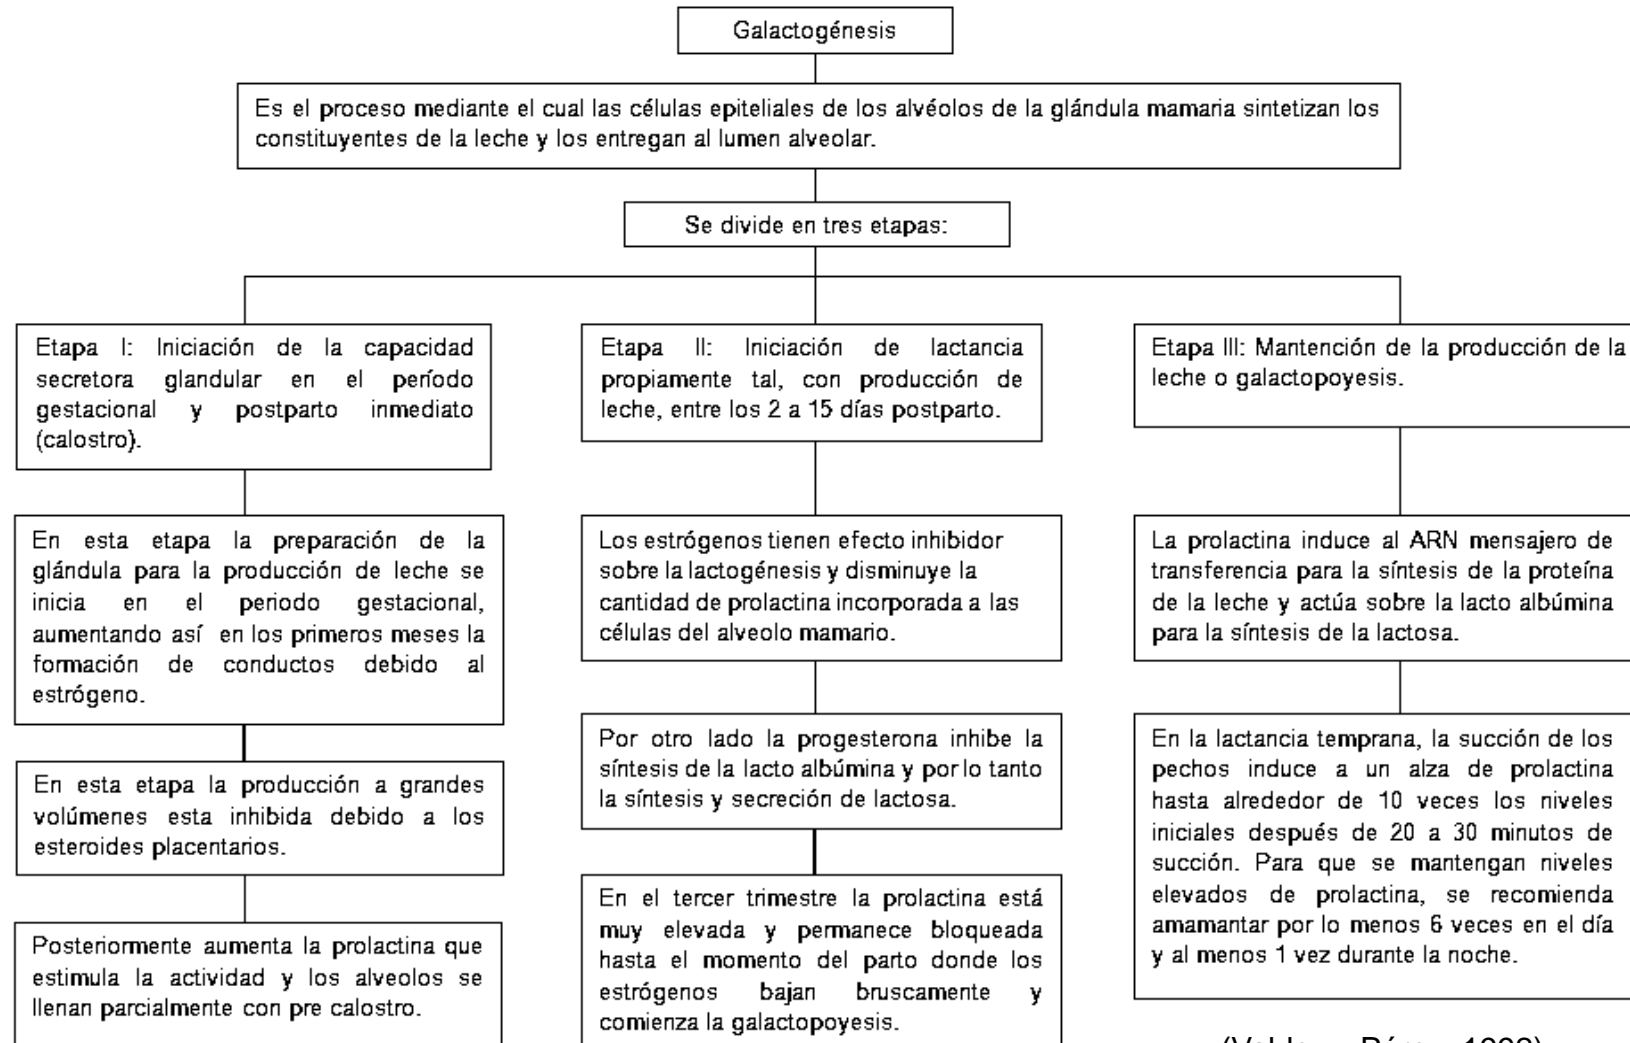 Galactogénesis
Es el proceso mediante el cual las células epiteliales de los alvéolos de la glándula mamaria sintetizan los
constituyentes de la leche y los entregan al lumen alveolar.
Se divide en tres etapas:
Etapa I: Iniciación de la capacidad
secretora glandular en el período
gestacional y postparto inmediato
(calostro}.
En esta etapa la preparación de la
glándula para la producción de leche se
inicia en el periodo gestacional,
aumentando así en los primeros meses la
formación de conductos debido al
estrógeno.
En esta etapa la producción a grandes
volúmenes esta inhibida debido a los
esteroides placentarios.
Posteriormente aumenta la prolactina que
estimula la actividad y los alveolos se
llenan parcialmente con pre calostro.
Etapa II: Iniciación de lactancia
propiamente tal, con producción de
leche, entre los 2 a 15 días postparto.
Los estrógenos tienen efecto inhibidor
sobre la lactogénesis y disminuye la
cantidad de prolactina incorporada a las
células del alveolo mamario.
Por otro lado la progesterona inhibe la
síntesis de la lacto albúmina y por lo tanto
la síntesis y secreción de lactosa.
En el tercer trimestre la prolactina está
muy elevada y permanece bloqueada
hasta el momento del parto donde los
estrógenos bajan bruscamente y
comienza la galactopoyesis.
Etapa III: Mantención de la producción de la
leche o galactopoyesis.
La prolactina induce al ARN mensajero de
transferencia para la síntesis de la proteína
de la leche y actúa sobre la lacto albúmina
para la síntesis de la lactosa.
En la lactancia temprana, la succión de los
pechos induce a un alza de prolactina
hasta alrededor de 10 veces los niveles
iniciales después de 20 a 30 minutos de
succión. Para que se mantengan niveles
elevados de prolactina, se recomienda
amamantar por lo menos 6 veces en el día
y al menos 1 vez durante la noche.